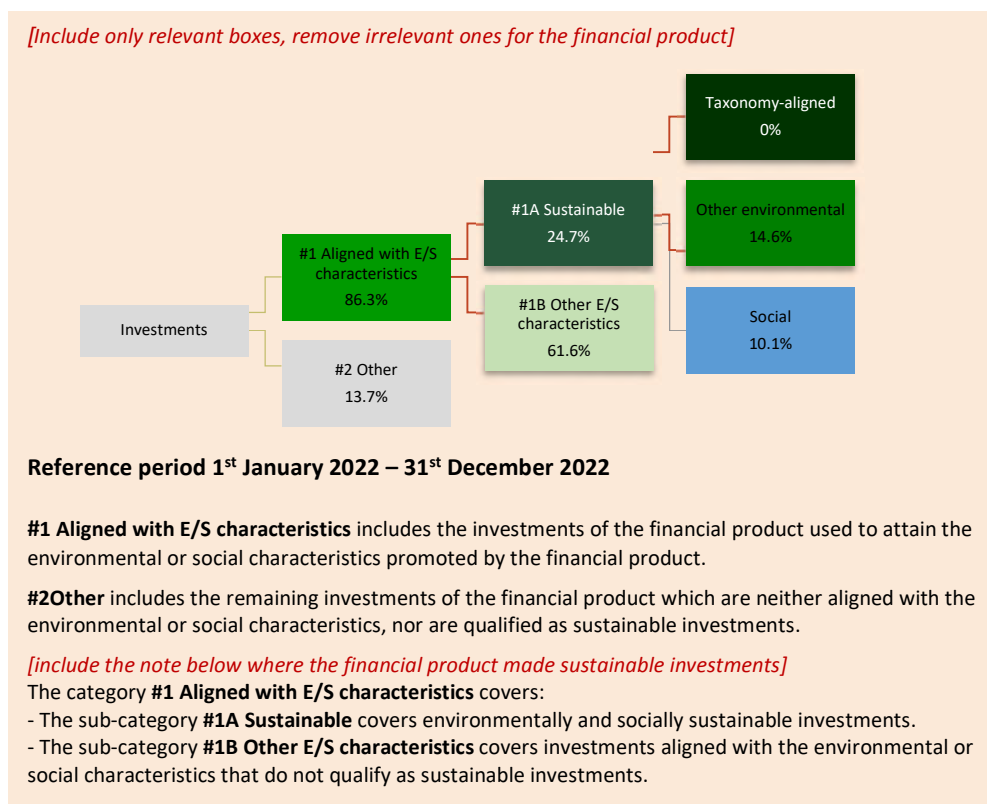 [Include only relevant boxes, remove irrelevant ones for the financial product]
Taxonomy-aligned
0%
#1A Sustainable
24.7%
Other environmental
14.6%
#1 Aligned with E/S
characteristics
86.3%
#1B Other E/S
characteristics
61.6%
Social
10.1%
Investments
#2 Other
13.7%
Reference period 1st January 2022 – 31st December 2022
#1 Aligned with E/S characteristics includes the investments of the financial product used to attain the
environmental or social characteristics promoted by the financial product.
#2Other includes the remaining investments of the financial product which are neither aligned with the
environmental or social characteristics, nor are qualified as sustainable investments.
[include the note below where the financial product made sustainable investments]
The category #1 Aligned with E/S characteristics covers:
- The sub-category #1A Sustainable covers environmentally and socially sustainable investments.
- The sub-category #1B Other E/S characteristics covers investments aligned with the environmental or
social characteristics that do not qualify as sustainable investments.